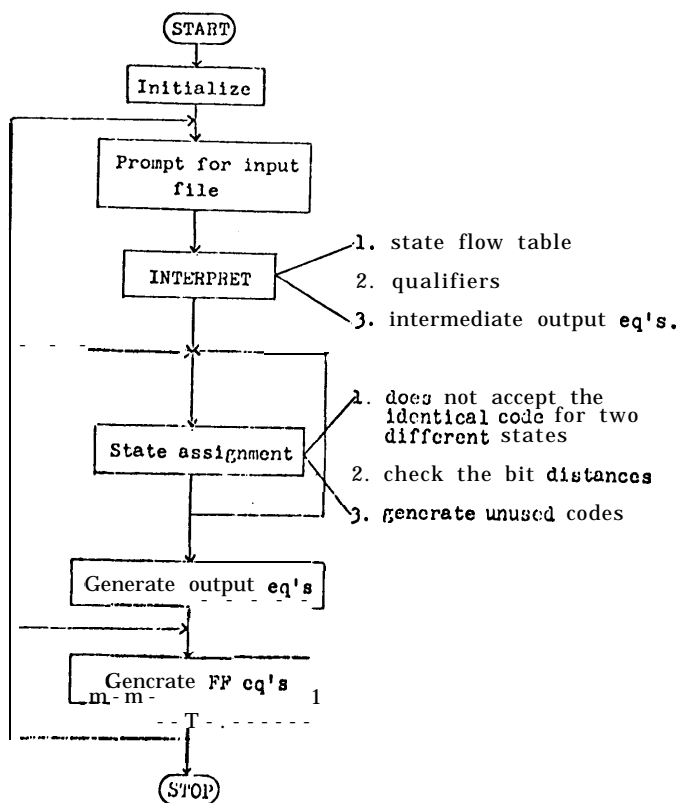 START
Initialize
Prompt for input
file
INTERPRET
1. state flow table
2. qualifiers
3. intermediate output eq's.
State assignment
1. does not accept the
identical code for two
different states
2. check the bit distances
3. generate unused codes
Generate output eq's
Generate FF eq's
STOP